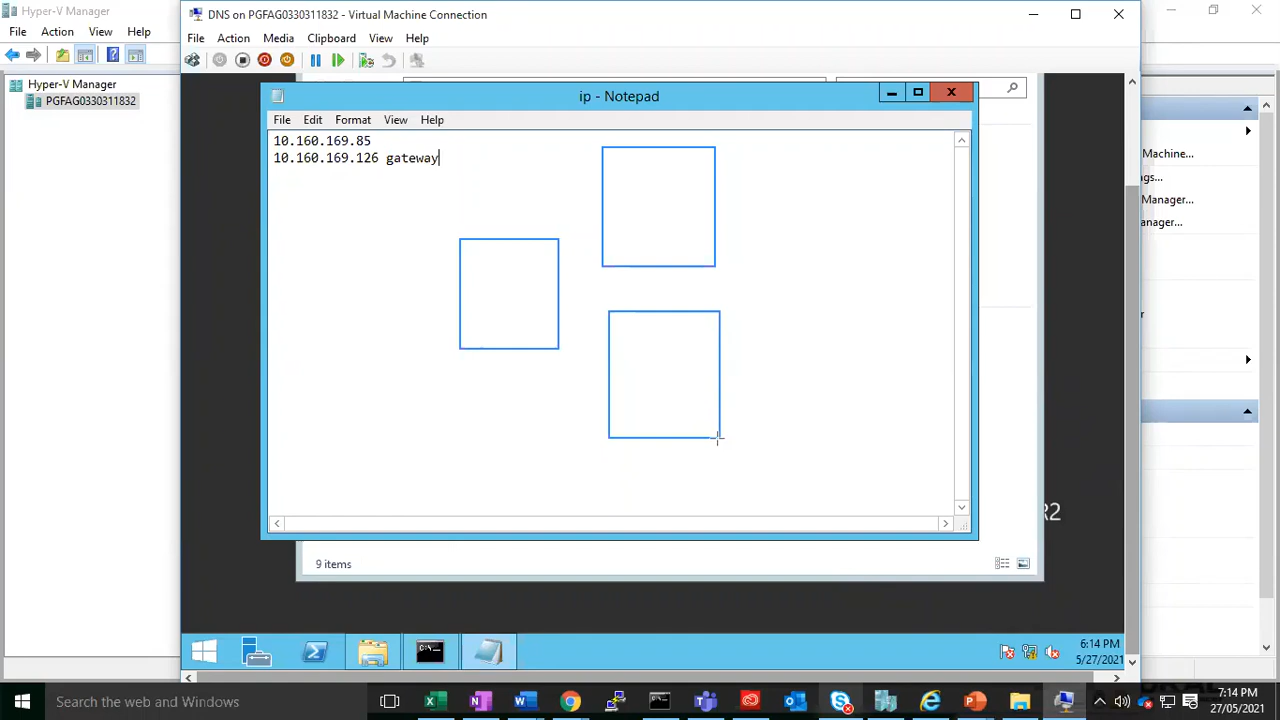 Hyper-V Manager
File Action View Help
Hyper-V Manager
PGFAG0330311832
DNS on PGFAG0330311832 - Virtual Machine Connection
File Action Media Clipboard View Help
ip - Notepad
File Edit Format View Help
10.160.169.85
10.160.169.126 gateway
Machine...
ags...
Manager...
ager...
R2
9 items
6:14 PM
5/27/2021
Search the web and Windows
7:14 PM
27/05/2021